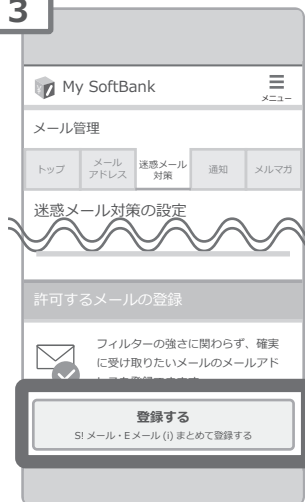 3
My SoftBank
メニュー
メール管理
トップ
メール
アドレス
迷惑メール
対策
通知
メルマガ
迷惑メール対策の設定
許可するメールの登録
フィルターの強さに関わらず、確実
に受け取りたいメールのメールアド
登録する
S! メール・E メール (i) まとめて登録する